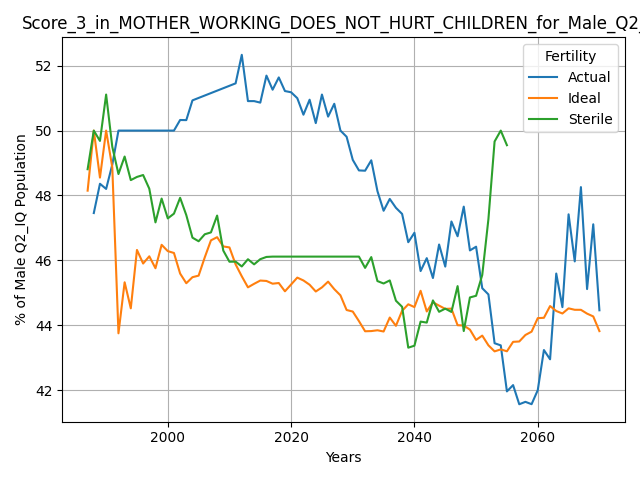 Score_3_in_MOTHER_WORKING_DOES_NOT_HURT_CHILDREN_for_Male_Q2_
Fertility
Actual
Ideal
Sterile
% of Male Q2_IQ Population
52
50
48
46
44
42
2000 2020 2040 2060
Years